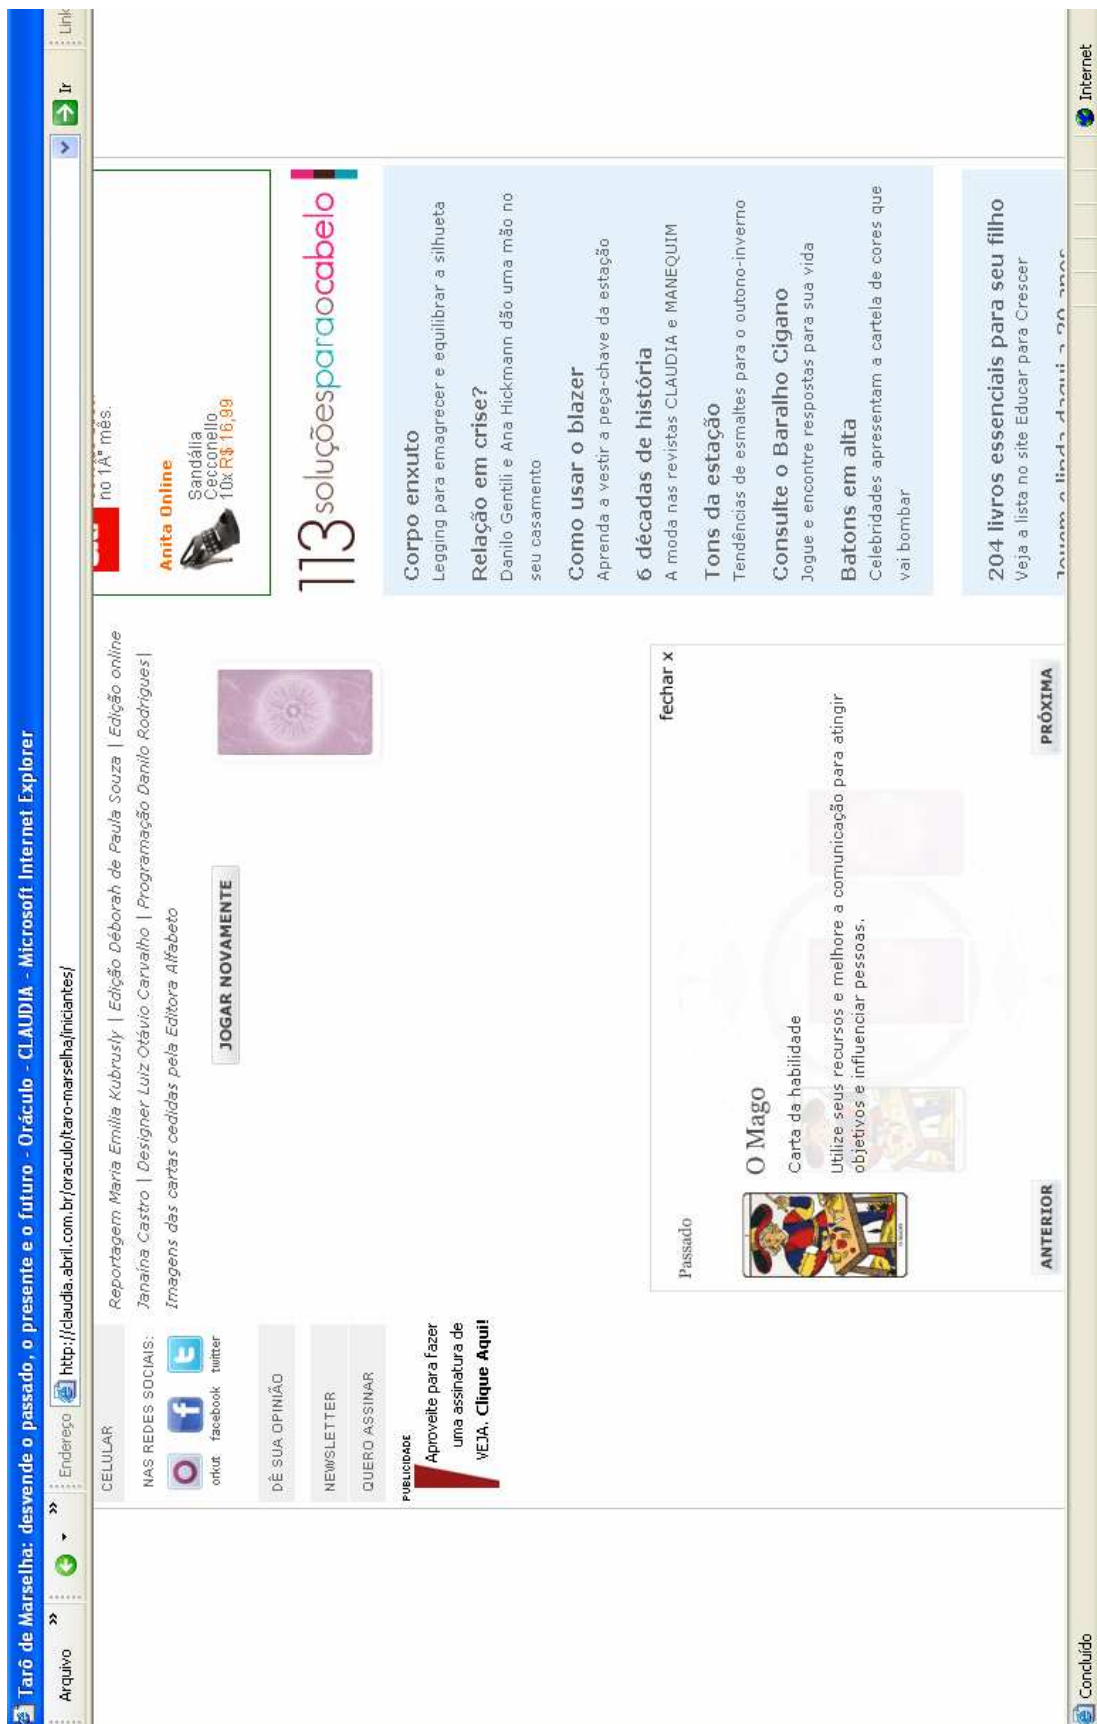 Tarô de Marselha: desvende o passado, o presente e o futuro - Oráculo - CLAUDIA - Microsoft Internet Explorer
Arquivo
Endereço http://claudia.abril.com.br/oraculo/taro-marselha/iniciantes/
Ir
Link
CELULAR
NAS REDES SOCIAIS:
orkut facebook twitter
DÊ SUA OPINIÃO
NEWSLETTER
QUERO ASSINAR
PUBLICIDADE
Aproveite para fazer
uma assinatura de
VEJA. Clique Aqui!
Reportagem Maria Emilia Kubrusly | Edição Déborah de Paula Souza | Edição online
Janaína Castro | Designer Luiz Otávio Carvalho | Programação Danilo Rodrigues|
Imagens das cartas cedidas pela Editora Alfabeto
JOGAR NOVAMENTE
fechar x
Passado
O Mago
Carta da habilidade
Utilize seus recursos e melhore a comunicação para atingir
objetivos e influenciar pessoas.
ANTERIOR
PRÓXIMA
no 1Âª mês.
Anita Online
Sandália
Cecconello
10x R$ 16,99
113soluçõesparaocabelo
Corpo enxuto
Legging para emagrecer e equilibrar a silhueta
Relação em crise?
Danilo Gentili e Ana Hickmann dão uma mão no
seu casamento
Como usar o blazer
Aprenda a vestir a peça-chave da estação
6 décadas de história
A moda nas revistas CLAUDIA e MANEQUIM
Tons da estação
Tendências de esmaltes para o outono-inverno
Consulte o Baralho Cigano
Jogue e encontre respostas para sua vida
Batons em alta
Celebridades apresentam a cartela de cores que
vai bombar
204 livros essenciais para seu filho
Veja a lista no site Educar para Crescer
Jovem e linda daqui a 20 anos
Concluído
Internet